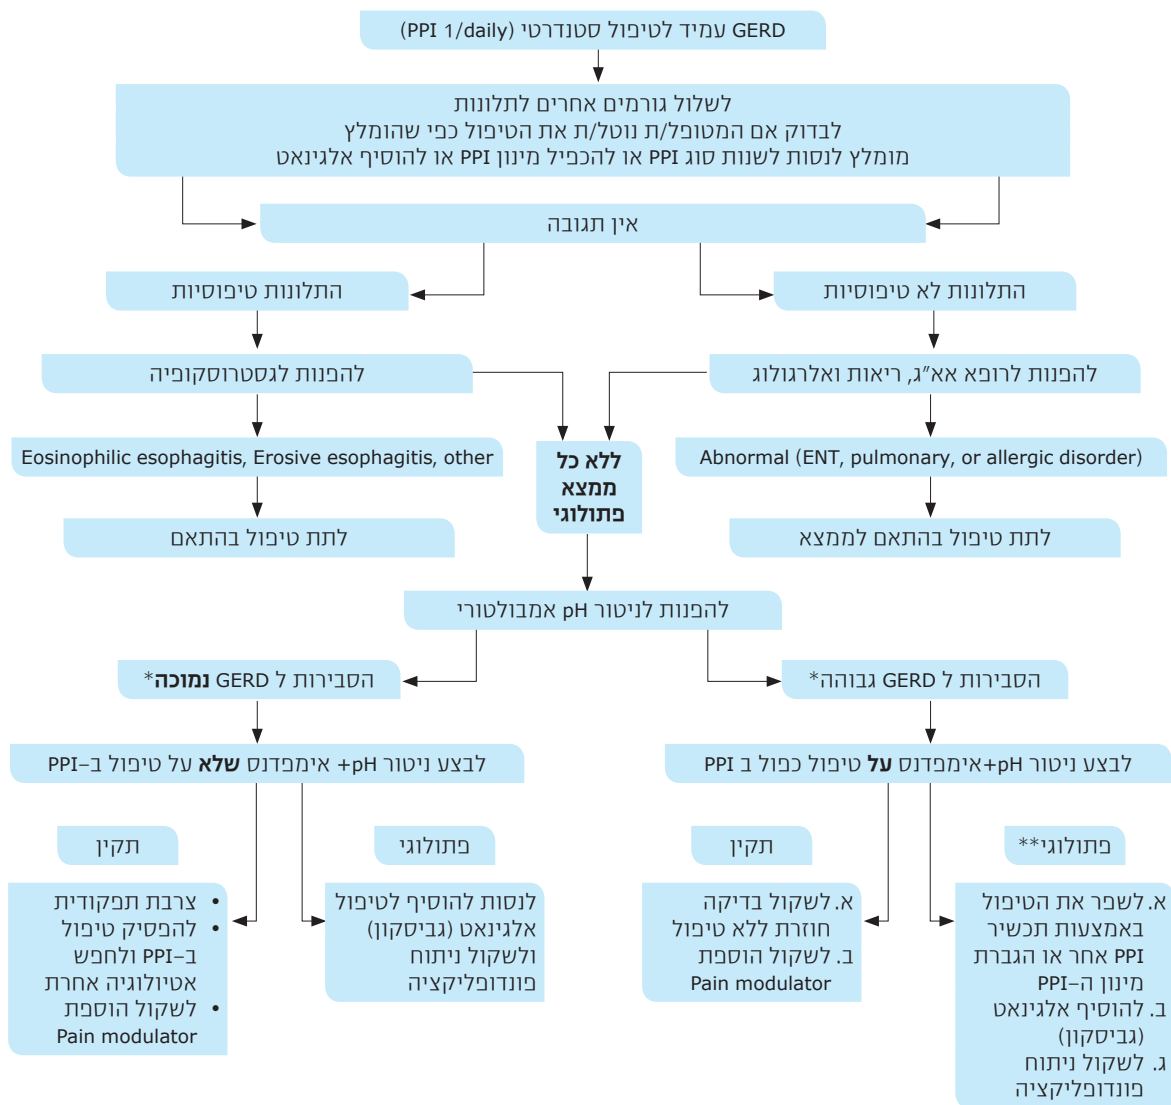 GERD עמיד לטיפול סטנדרטי (PPI 1/daily)
לשלול גורמים אחרים לתלונות
לבדוק אם המטופל/ת נוטל/ת את הטיפול כפי שהומלץ
מומלץ לנסות לשנות סוג PPI או להכפיל מינון PPI או להוסיף אלגינאט
אין תגובה
התלונות לא טיפוסיות
התלונות טיפוסיות
להפנות לרופא אא"ג, ריאות ואלרגולוג
להפנות לגסטרוסקופיה
ללא כל
ממצא
פתולוגי
Abnormal (ENT, pulmonary, or allergic disorder)
Eosinophilic esophagitis, Erosive esophagitis, other
לתת טיפול בהתאם לממצא
לתת טיפול בהתאם
להפנות לניטור pH אמבולטורי
הסבירות ל GERD גבוהה*
הסבירות ל GERD נמוכה*
לבצע ניטור pH+אימפדנס על טיפול כפול ב PPI
לבצע ניטור pH+ אימפדנס שלא על טיפול ב-PPI
פתולוגי**
תקין
פתולוגי
תקין
א. לשפר את הטיפול
באמצעות תכשיר
PPI אחר או הגברת
מינון ה-PPI
ב. להוסיף אלגינאט
(גביסקון)
ג. לשקול ניתוח
פונדופליקציה
א. לשקול בדיקה
חוזרת ללא טיפול
ב. לשקול הוספת
Pain modulator
לנסות להוסיף לטיפול
אלגינאט (גביסקון)
ולשקול ניתוח
פונדופליקציה
• צרבת תפקודית
• להפסיק טיפול
ב-PPI ולחפש
אטיולוגיה אחרת
• לשקול הוספת
Pain modulator